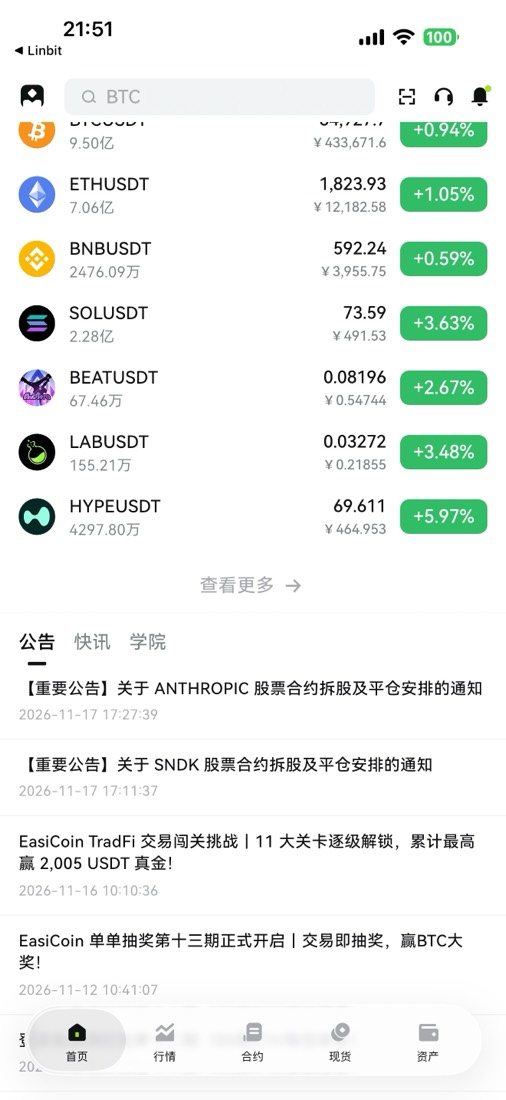 21:51
100
◀ Linbit
BTC
+0.94%
9.50亿
￥433,671.6
ETHUSDT
1,823.93
+1.05%
7.06亿
￥12,182.58
BNBUSDT
592.24
+0.59%
2476.09万
￥3,955.75
SOLUSDT
73.59
+3.63%
2.28亿
￥491.53
BEATUSDT
0.08196
+2.67%
67.46万
￥0.54744
LABUSDT
0.03272
+3.48%
155.21万
￥0.21855
HYPEUSDT
69.611
+5.97%
4297.80万
￥464.953
查看更多 →
公告 快讯 学院
【重要公告】关于 ANTHROPIC 股票合约拆股及平仓安排的通知
2026-11-17 17:27:39
【重要公告】关于 SNDK 股票合约拆股及平仓安排的通知
2026-11-17 17:11:37
EasiCoin TradFi 交易闯关挑战丨11 大关卡逐级解锁，累计最高
赢 2,005 USDT 真金！
2026-11-16 10:10:36
EasiCoin 单单抽奖第十三期正式开启丨交易即抽奖，赢BTC大
奖！
2026-11-12 10:41:07
首页
行情
合约
现货
资产